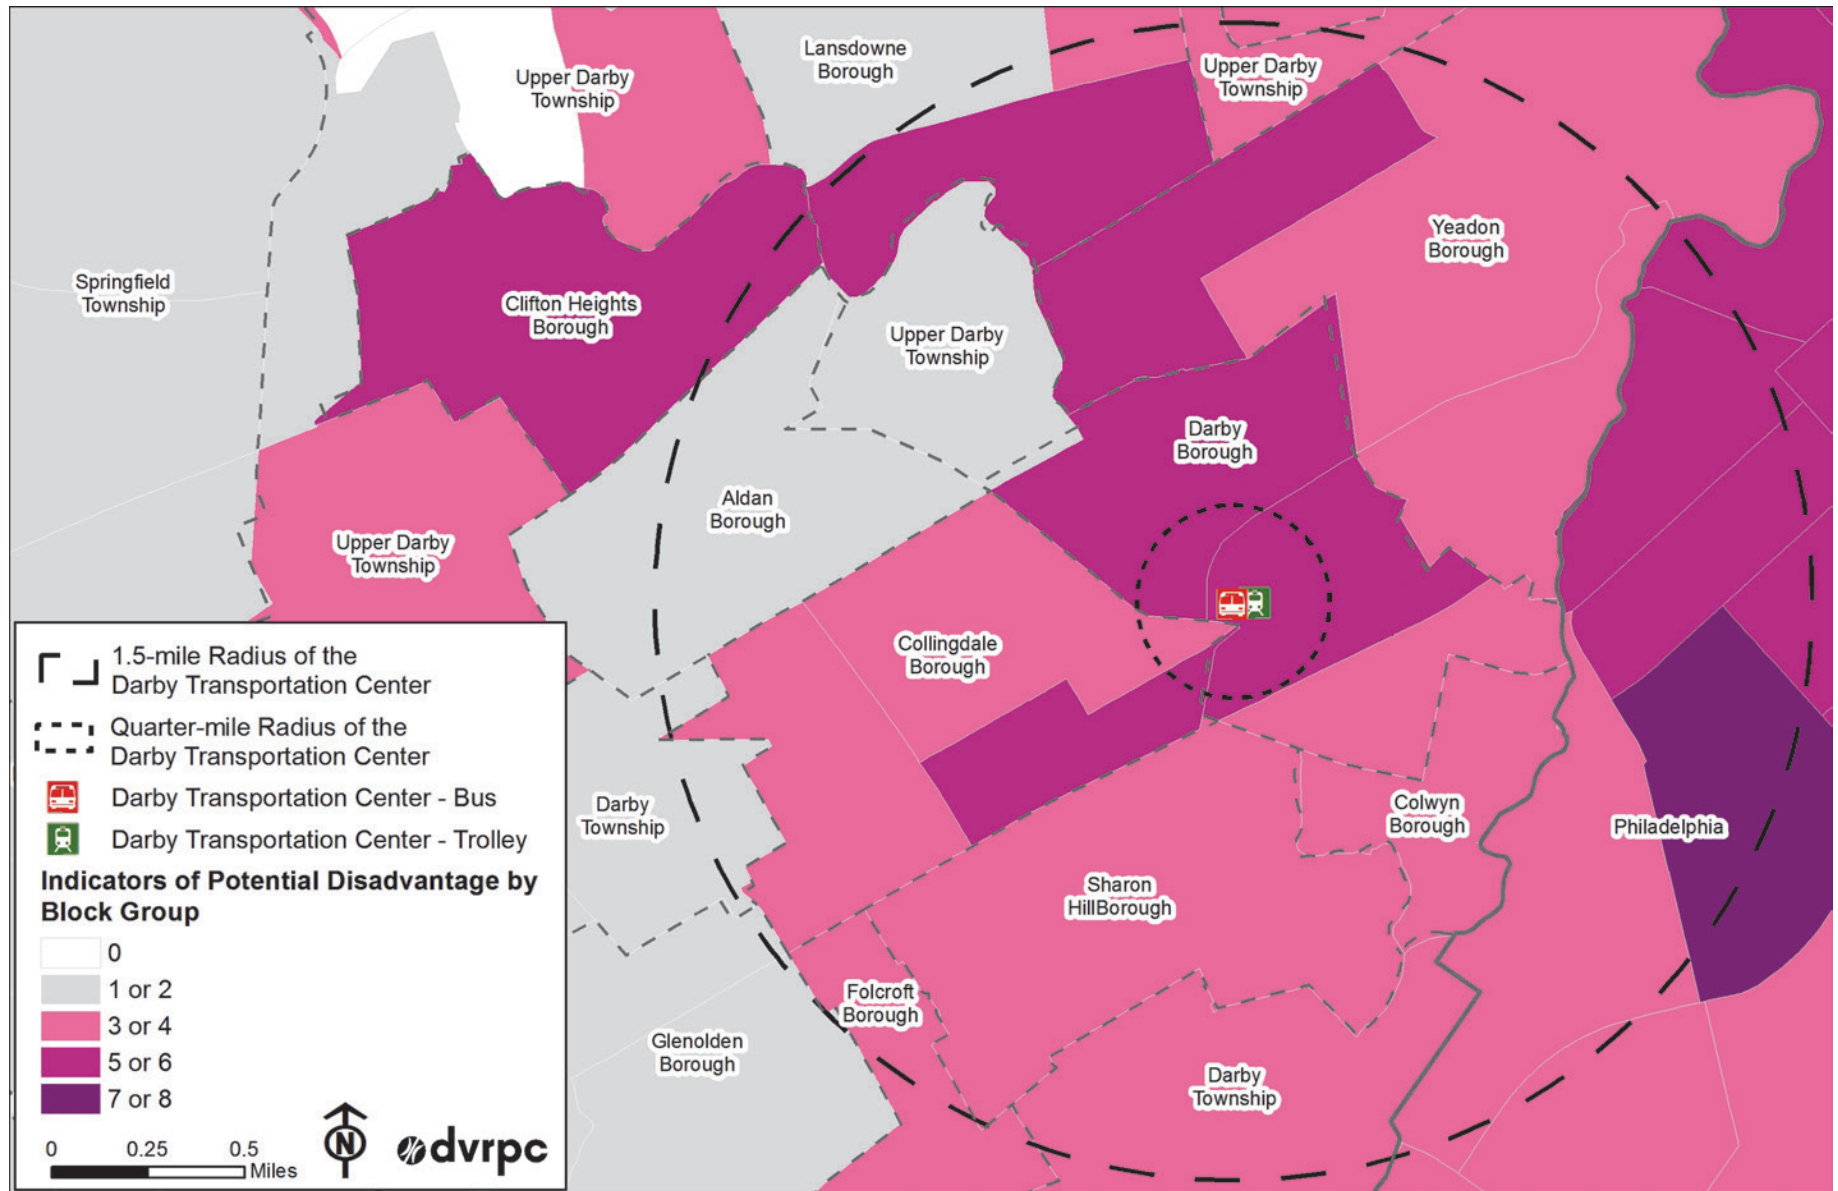 Lansdowne
Borough
Upper Darby
Township
Upper Darby
Township
Yeadon
Borough
Springfield
Township
Clifton Heights
Borough
Upper Darby
Township
Darby
Borough
Aldan
Borough
Upper Darby
Township
Collingdale
Borough
Darby
Township
Colwyn
Borough
Philadelphia
Sharon
HillBorough
Folcroft
Borough
Glenolden
Borough
Darby
Township
1.5-mile Radius of the
Darby Transportation Center
Quarter-mile Radius of the
Darby Transportation Center
Darby Transportation Center - Bus
Darby Transportation Center - Trolley
Indicators of Potential Disadvantage by
Block Group
0
1 or 2
3 or 4
5 or 6
7 or 8
0 0.25 0.5
Miles
N
dvrpc